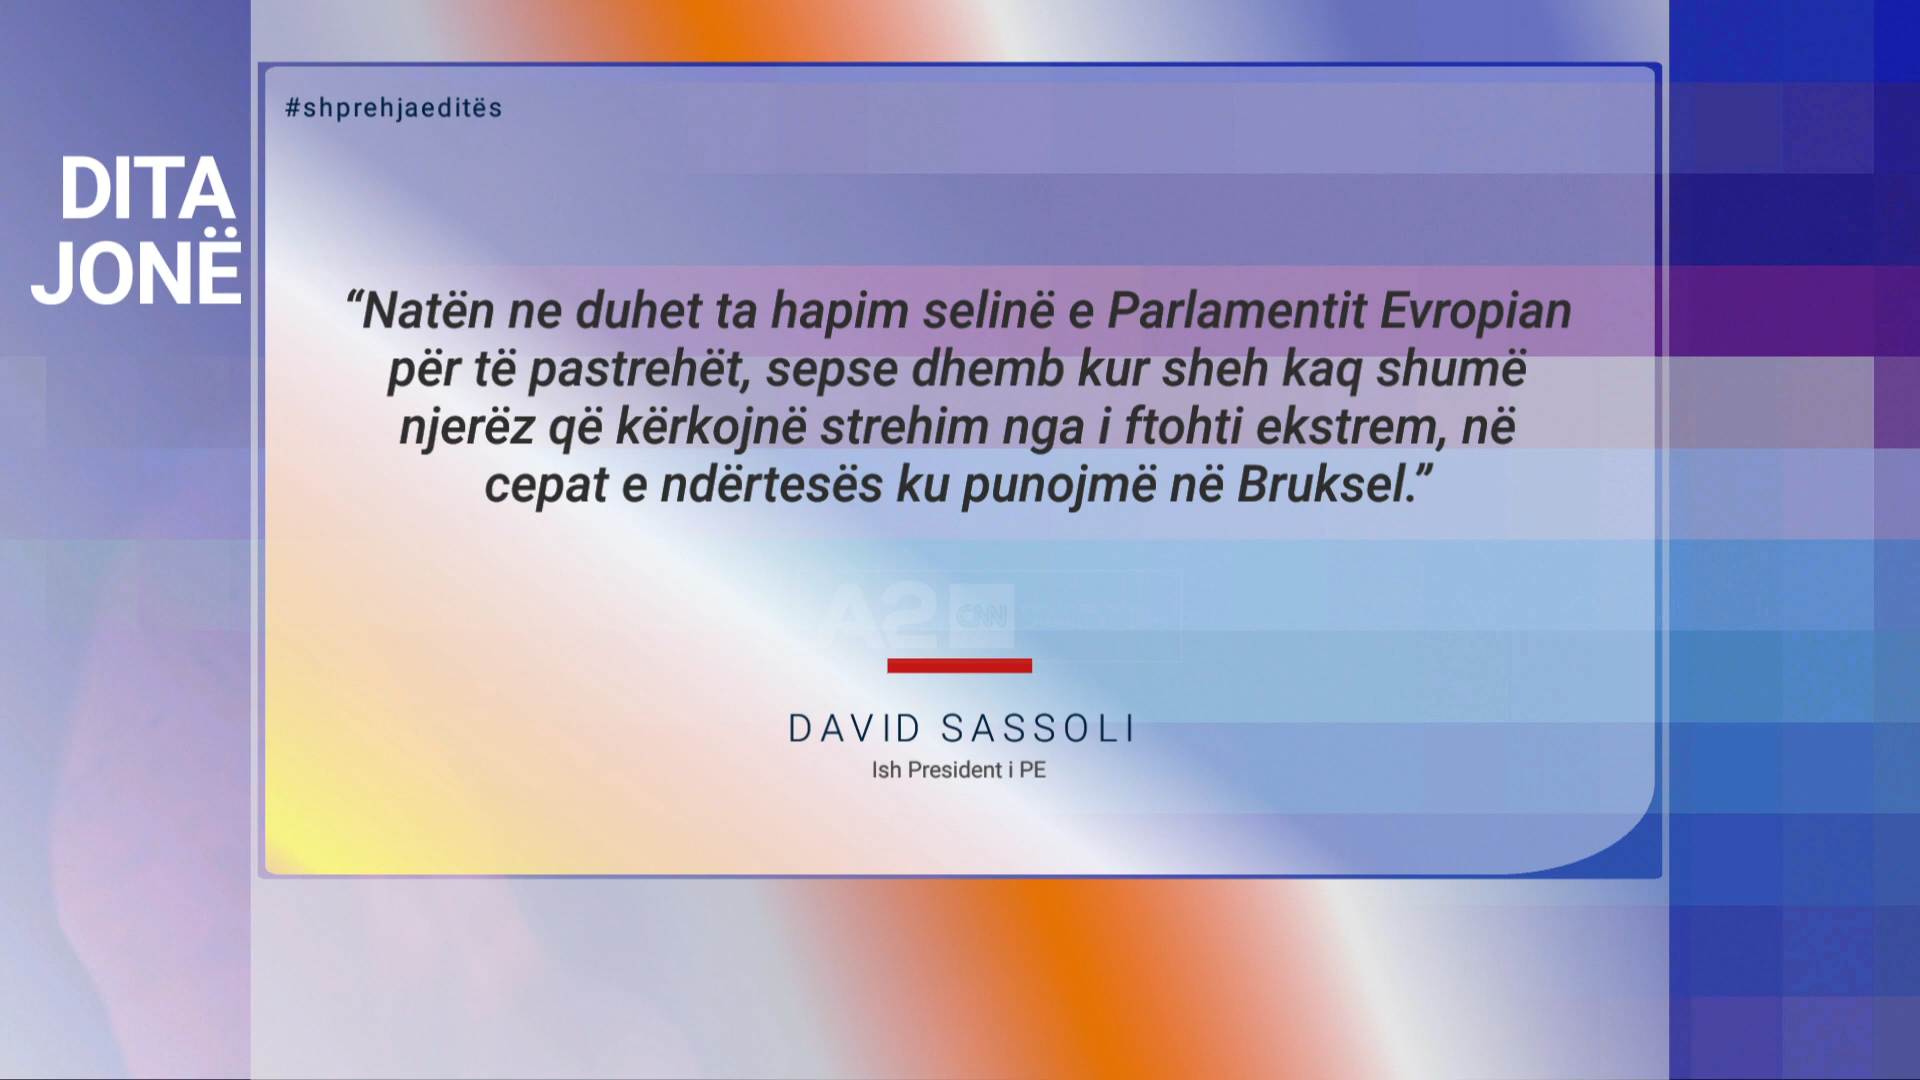 #shprehjaeditës
DITA
JONË
“Natën ne duhet ta hapim selinë e Parlamentit Evropian
për të pastrehët, sepse dhemb kur sheh kaq shumë
njerëz që kërkojnë strehim nga i ftohti ekstrem, në
cepat e ndërtesës ku punojmë në Bruksel.”
A2 CNN
DAVID SASSOLI
Ish President i PE